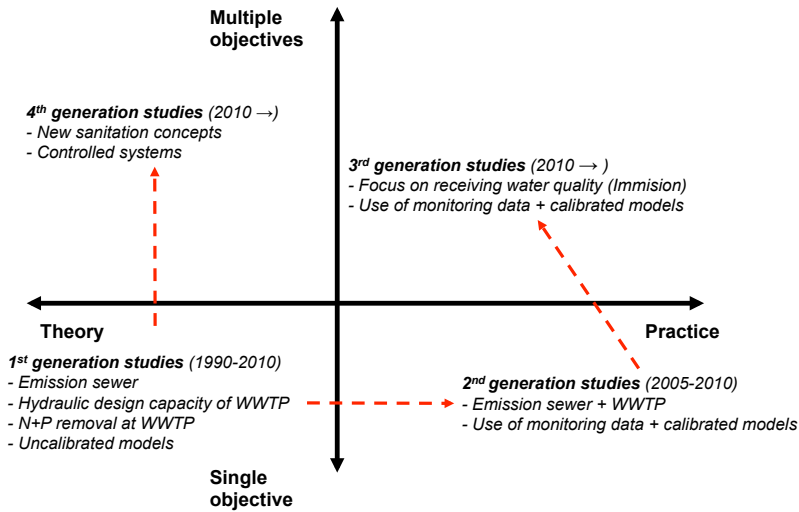 Multiple
objectives
4th generation studies (2010 →)
- New sanitation concepts
- Controlled systems
3rd generation studies (2010 → )
- Focus on receiving water quality (Immision)
- Use of monitoring data + calibrated models
Theory
Practice
1st generation studies (1990-2010)
- Emission sewer
- Hydraulic design capacity of WWTP
- N+P removal at WWTP
- Uncalibrated models
2nd generation studies (2005-2010)
- Emission sewer + WWTP
- Use of monitoring data + calibrated models
Single
objective